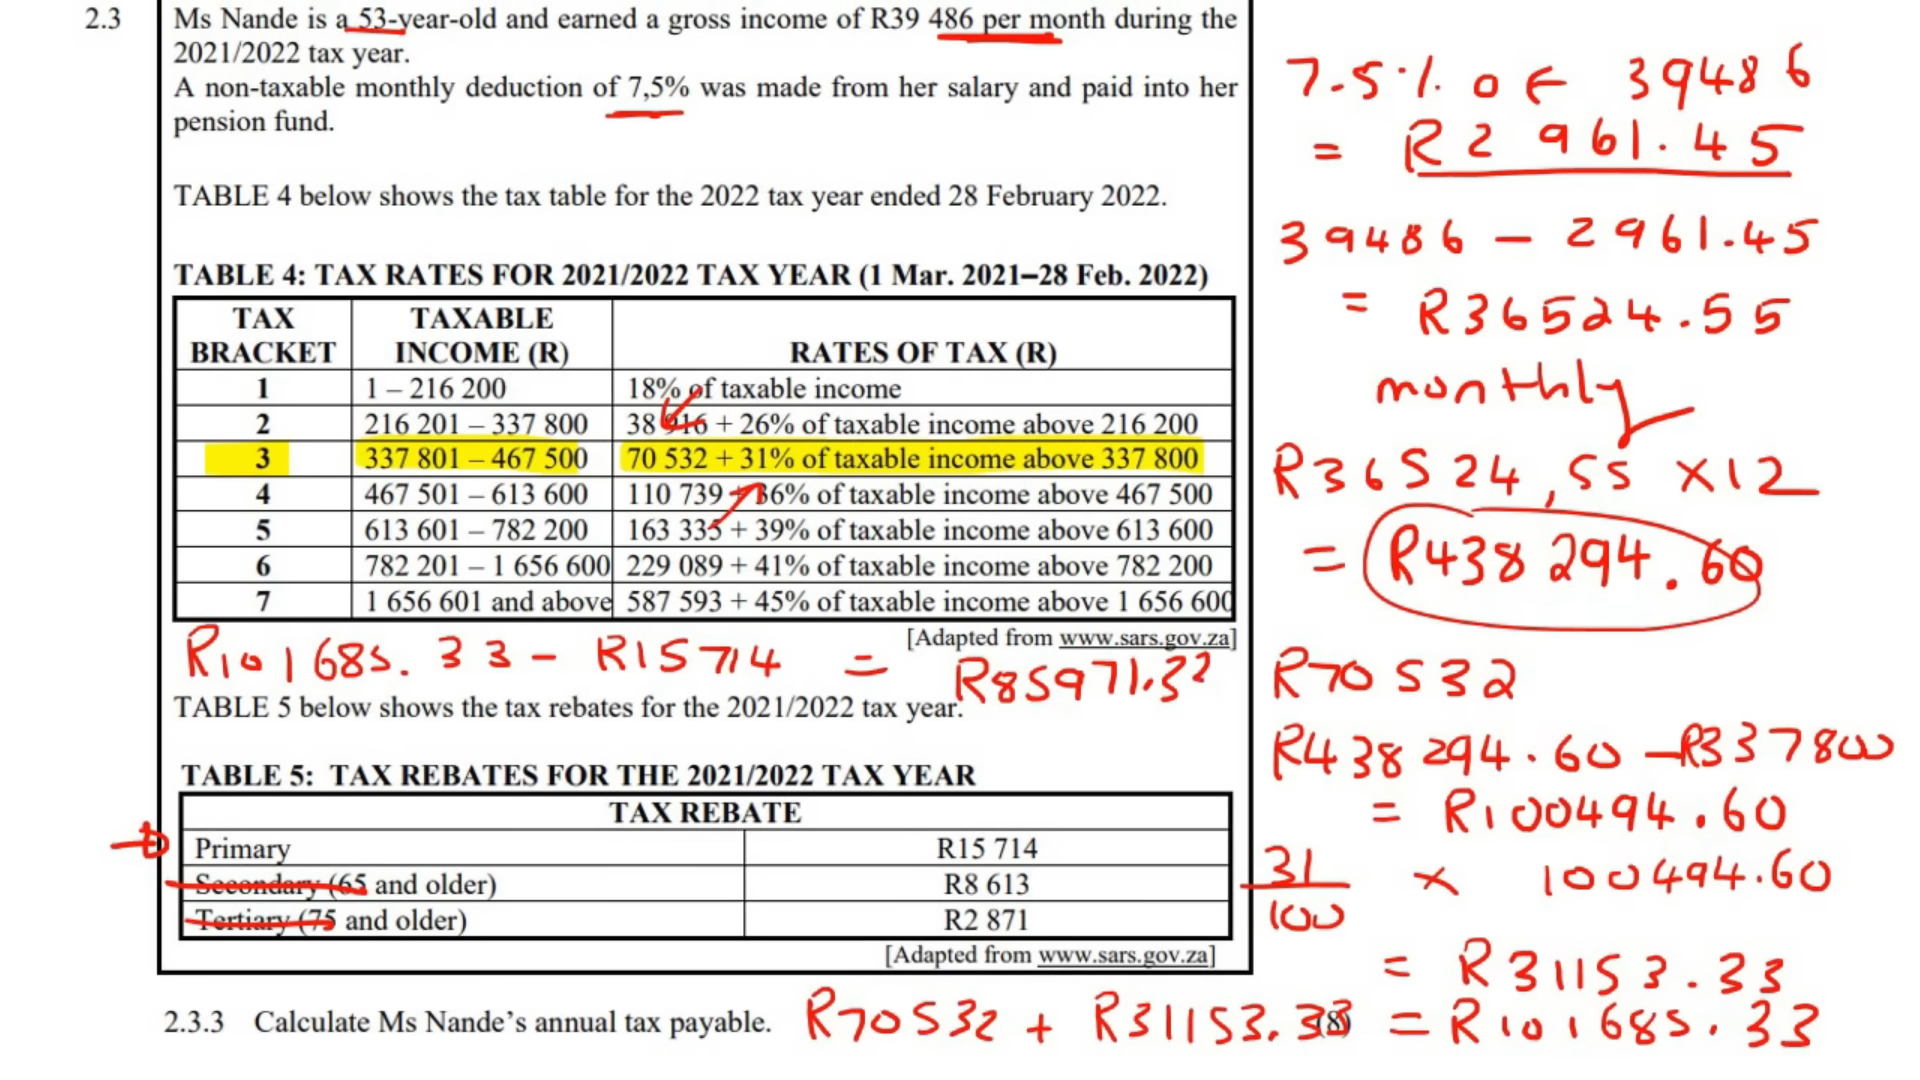 2.3 Ms Nande is a 53-year-old and earned a gross income of R39 486 per month during the
2021/2022 tax year.
A non-taxable monthly deduction of 7,5% was made from her salary and paid into her
pension fund.
TABLE 4 below shows the tax table for the 2022 tax year ended 28 February 2022.
TABLE 4: TAX RATES FOR 2021/2022 TAX YEAR (1 Mar. 2021–28 Feb. 2022)
TAX BRACKET TAXABLE INCOME (R) RATES OF TAX (R)
1 1 – 216 200 18% of taxable income
2 216 201 – 337 800 38 916 + 26% of taxable income above 216 200
3 337 801 – 467 500 70 532 + 31% of taxable income above 337 800
4 467 501 – 613 600 110 739 + 36% of taxable income above 467 500
5 613 601 – 782 200 163 335 + 39% of taxable income above 613 600
6 782 201 – 1 656 600 229 089 + 41% of taxable income above 782 200
7 1 656 601 and above 587 593 + 45% of taxable income above 1 656 600
[Adapted from www.sars.gov.za]
R101685.33 - R15714 = R85971.32
TABLE 5 below shows the tax rebates for the 2021/2022 tax year.
TABLE 5: TAX REBATES FOR THE 2021/2022 TAX YEAR
TAX REBATE
Primary R15 714
Secondary (65 and older) R8 613
Tertiary (75 and older) R2 871
[Adapted from www.sars.gov.za]
2.3.3 Calculate Ms Nande's annual tax payable. (8)
7.5% of 39486
= R2 961.45
39486 - 2961.45
= R36524.55
monthly
R36524,55 X12
= R438 294.60
R70532
R438 294.60 - R337800
= R100494.60
31/100 x 100494.60
= R31153.33
R70532 + R31153.33 = R101685.33